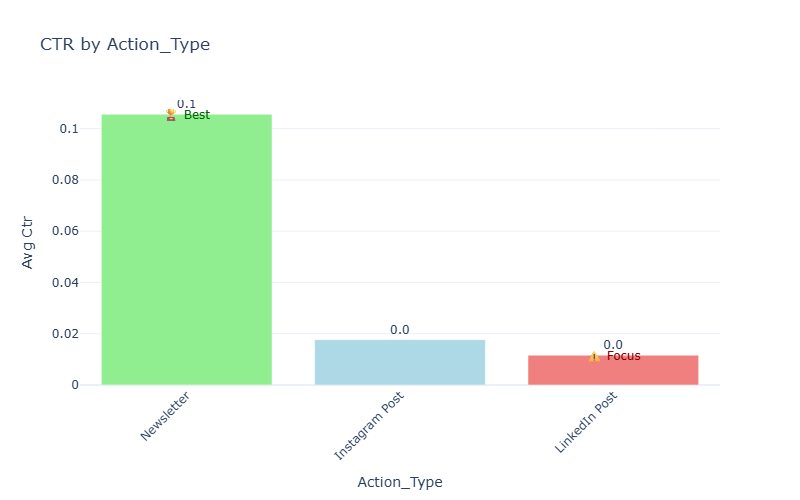 CTR by Action_Type
0.1
🏆 Best
0.1
0.08
0.06
0.04
0.02
0
Avg Ctr
0.0
0.0
⚠️ Focus
Newsletter
Instagram Post
LinkedIn Post
Action_Type